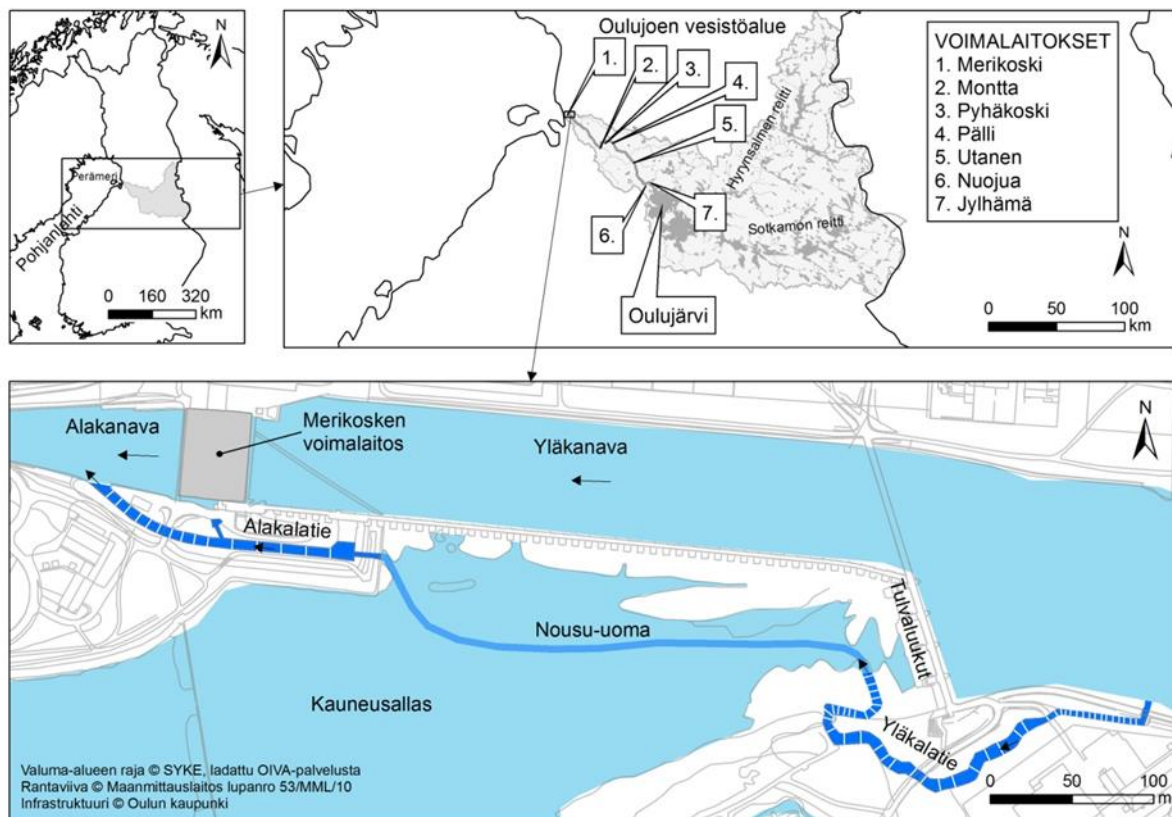 N
Perämeri
Pohjanlahti
0 160 320
km
Oulujoen vesistöalue
1.
2.
3.
4.
5.
6.
7.
Hyrynsalmen reitti
Sotkamon reitti
Oulujärvi
VOIMALAITOKSET
1. Merikoski
2. Montta
3. Pyhäkoski
4. Pälli
5. Utanen
6. Nuojua
7. Jylhämä
N
0 50 100
km
Alakanava
Merikosken
voimalaitos
Yläkanava
N
Alakalatie
Tulvaluukut
Nousu-uoma
Kauneusallas
Yläkalatie
Valuma-alueen raja © SYKE, ladattu OIVA-palvelusta
Rantaviiva © Maanmittauslaitos lupanro 53/MML/10
Infrastruktuuri © Oulun kaupunki
0 50 100
m